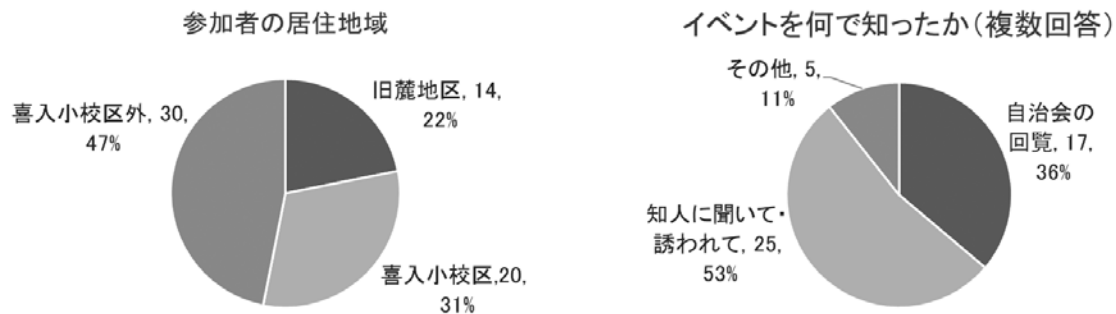 参加者の居住地域
喜入小校区外, 30,
47%
旧麓地区, 14,
22%
喜入小校区,20,
31%
イベントを何で知ったか(複数回答)
その他, 5,
11%
自治会の
回覧, 17,
36%
知人に聞いて・
誘われて, 25,
53%